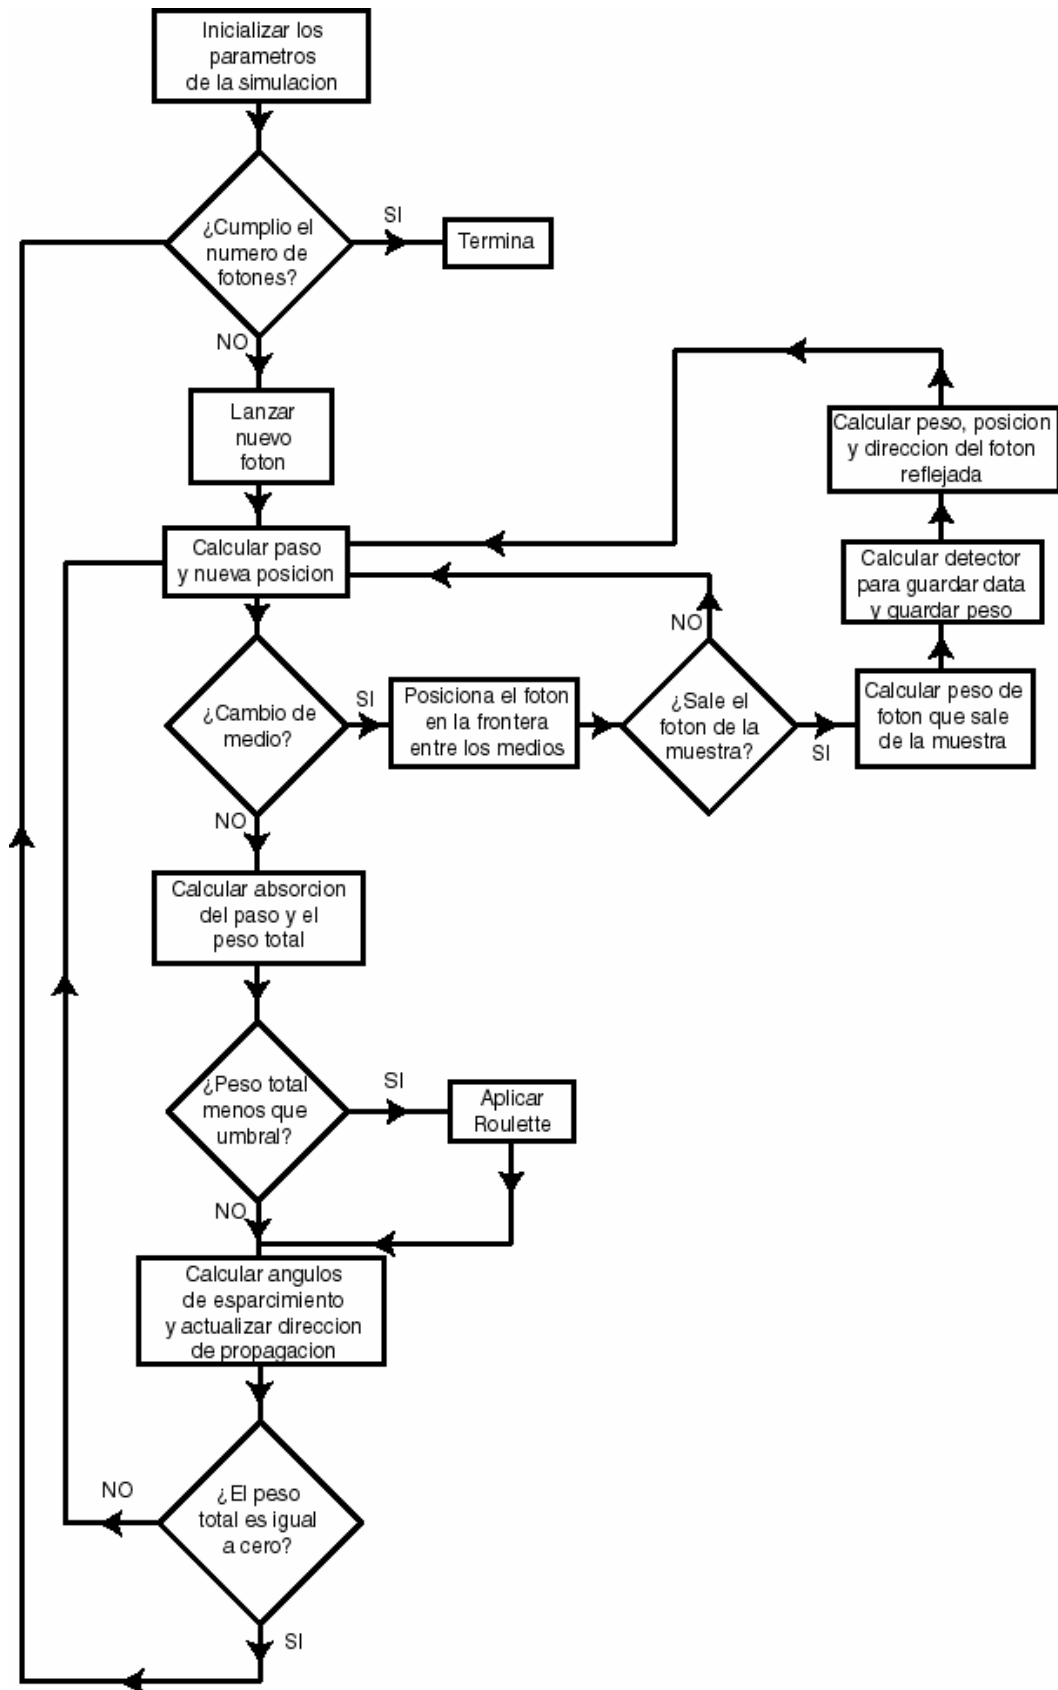 Inicializar los
parametros
de la simulacion
¿Cumplio el
numero de
fotones?
SI
Termina
NO
Lanzar
nuevo
foton
Calcular paso
y nueva posicion
¿Cambio de
medio?
SI
Posiciona el foton
en la frontera
entre los medios
¿Sale el
foton de la
muestra?
NO
SI
Calcular peso de
foton que sale
de la muestra
Calcular detector
para guardar data
y guardar peso
Calcular peso, posicion
y direccion del foton
reflejada
NO
Calcular absorcion
del paso y el
peso total
¿Peso total
menos que
umbral?
SI
Aplicar
Roulette
NO
Calcular angulos
de esparcimiento
y actualizar direccion
de propagacion
¿El peso
total es igual
a cero?
NO
SI